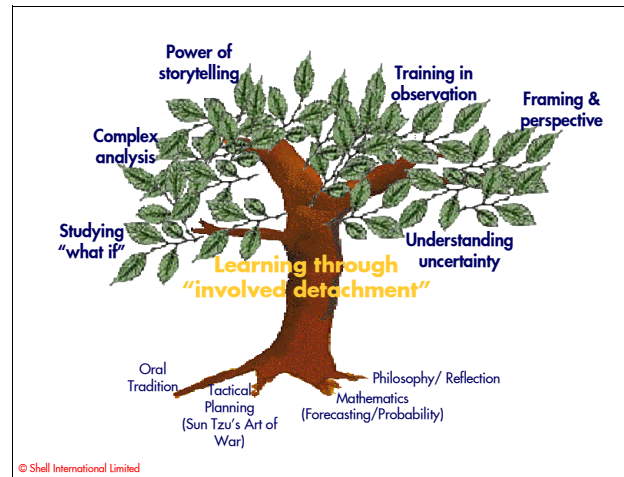 Power of
storytelling
Training in
observation
Framing &
perspective
Complex
analysis
Studying
“what if”
Understanding
uncertainty
Learning through
“involved detachment”
Oral
Tradition
Tactical
Planning
(Sun Tzu’s Art of
War)
Philosophy/ Reflection
Mathematics
(Forecasting/Probability)
© Shell International Limited